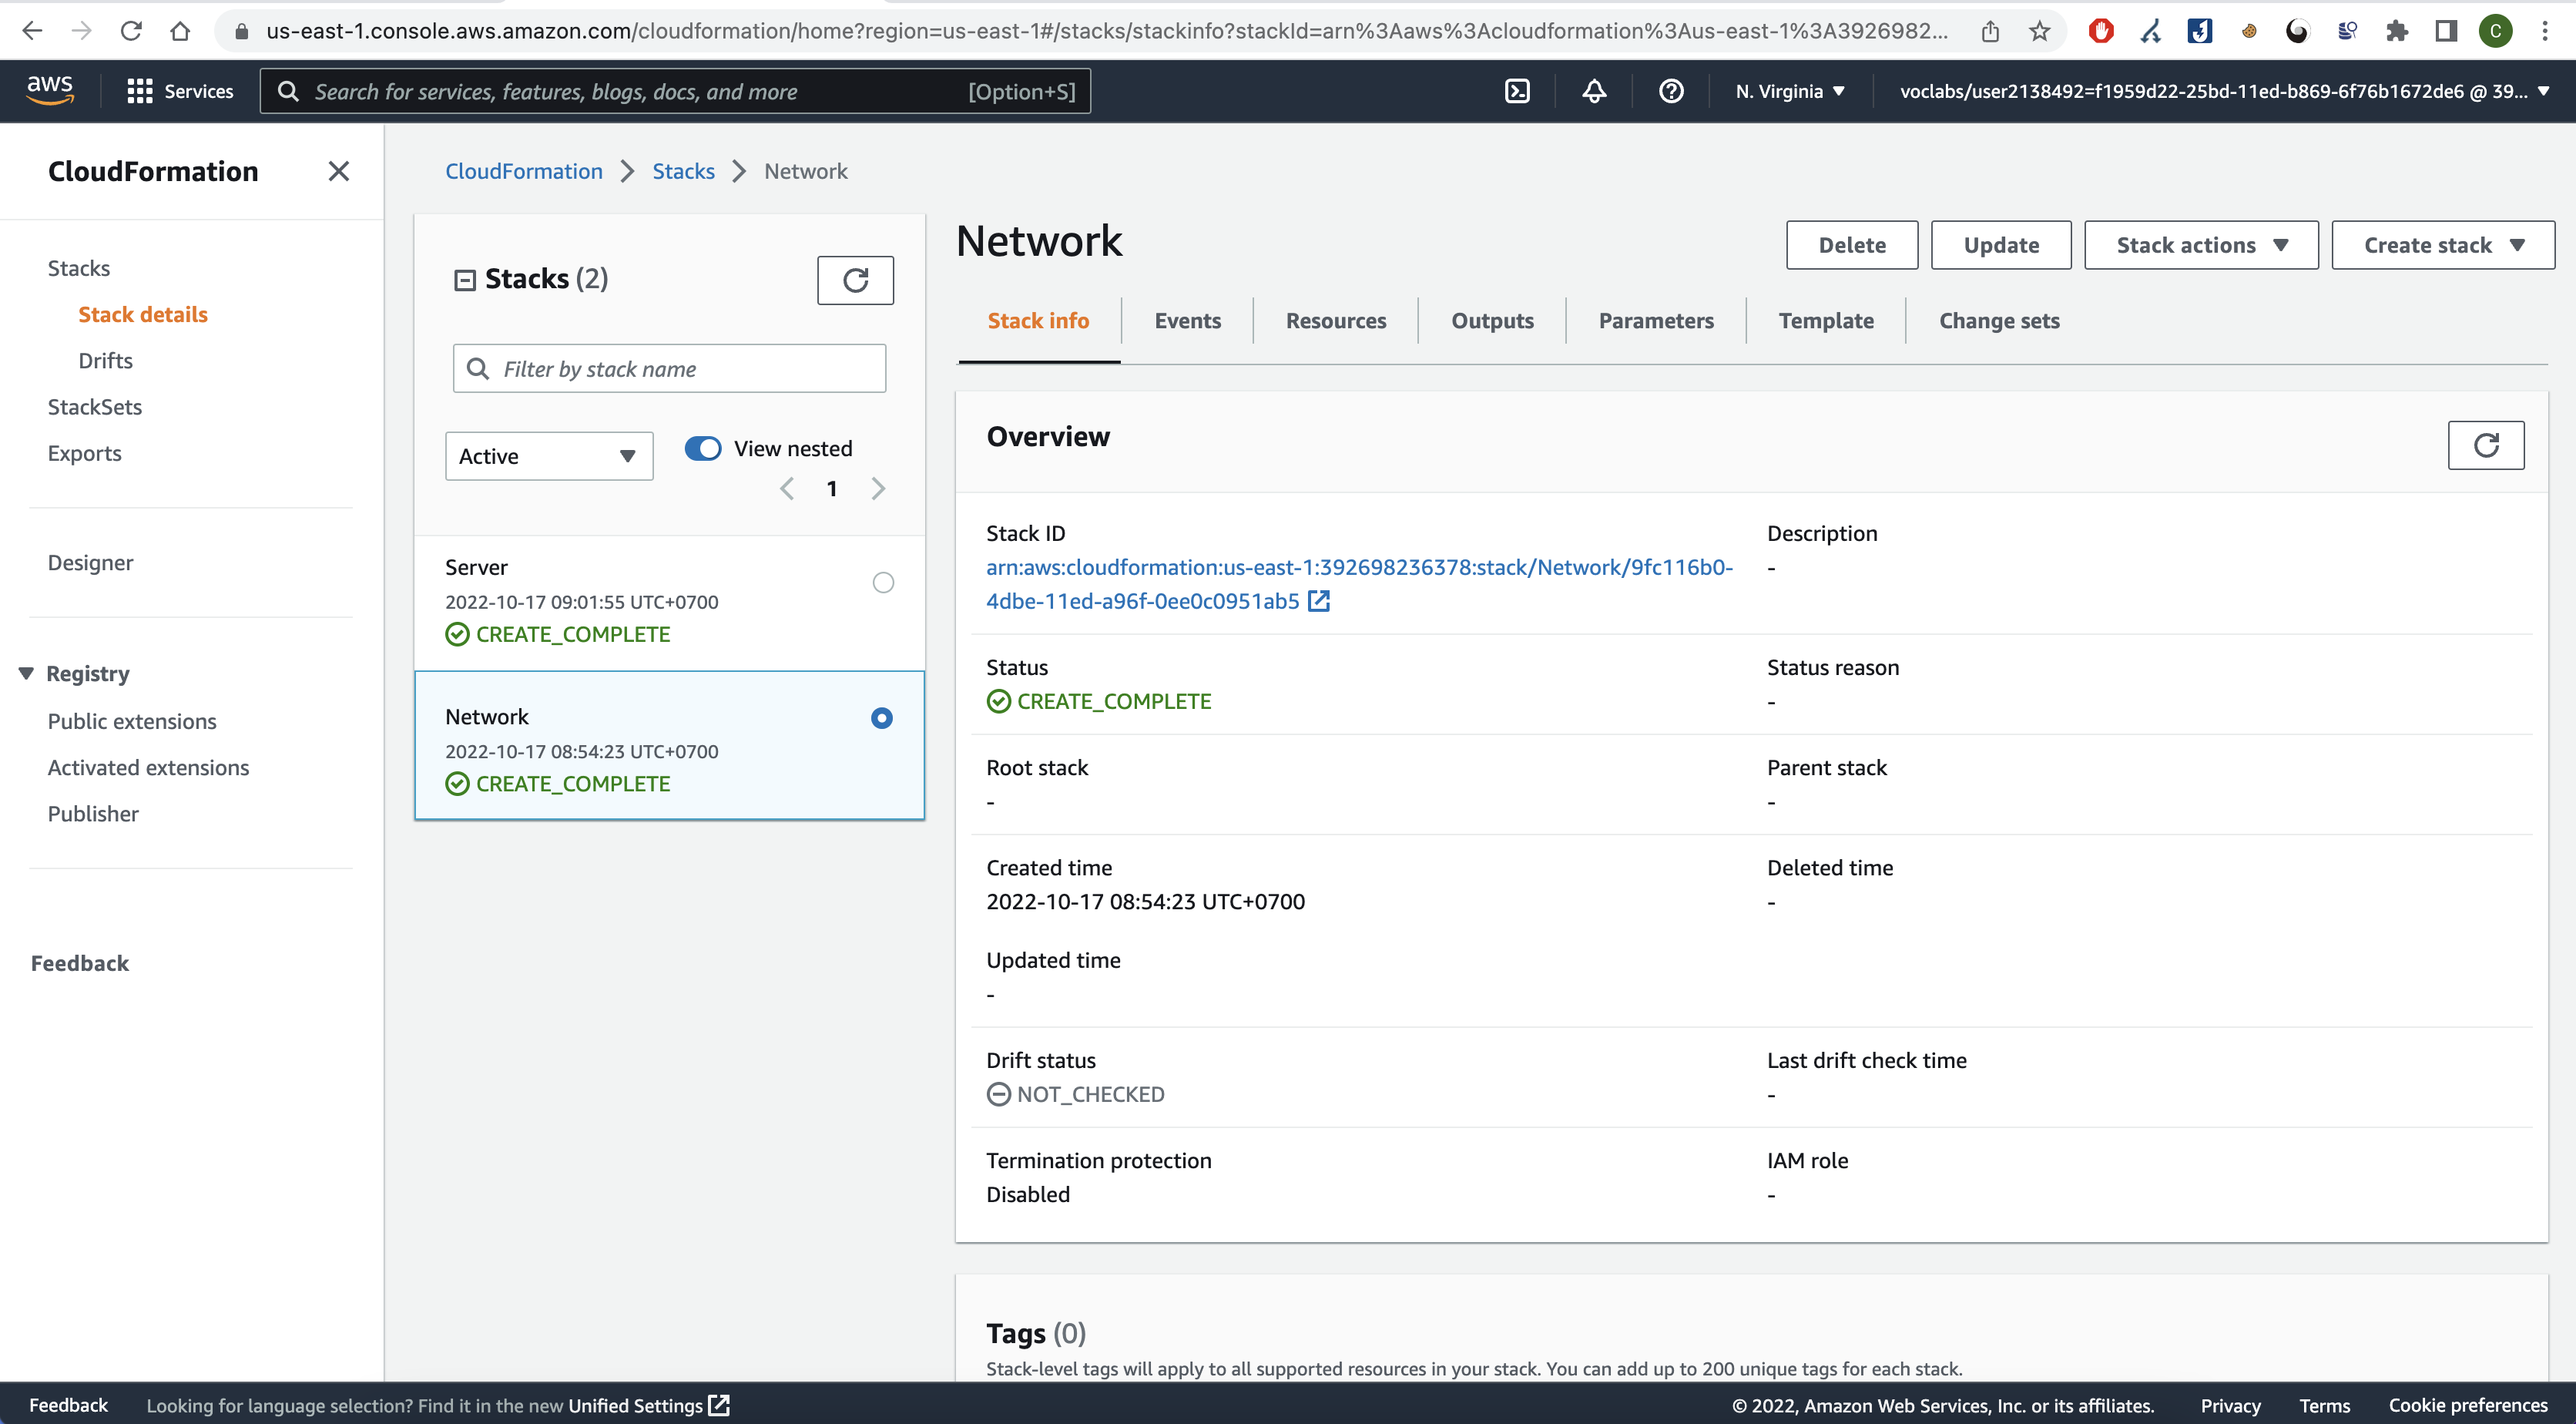 us-east-1.console.aws.amazon.com/cloudformation/home?region=us-east-1#/stacks/stackinfo?stackId=arn%3Aaws%3Acloudformation%3Aus-east-1%3A3926982...
C
aws
Services
Search for services, features, blogs, docs, and more
[Option+S]
N. Virginia
voclabs/user2138492=f1959d22-25bd-11ed-b869-6f76b1672de6 @ 39...
CloudFormation
Stacks
Stack details
Drifts
StackSets
Exports
Designer
Registry
Public extensions
Activated extensions
Publisher
Feedback
CloudFormation
Stacks
Network
Stacks (2)
Filter by stack name
Active
View nested
1
Server
2022-10-17 09:01:55 UTC+0700
CREATE_COMPLETE
Network
2022-10-17 08:54:23 UTC+0700
CREATE_COMPLETE
Network
Delete
Update
Stack actions
Create stack
Stack info
Events
Resources
Outputs
Parameters
Template
Change sets
Overview
Stack ID
arn:aws:cloudformation:us-east-1:392698236378:stack/Network/9fc116b0-
4dbe-11ed-a96f-0ee0c0951ab5
Description
-
Status
CREATE_COMPLETE
Status reason
-
Root stack
-
Parent stack
-
Created time
2022-10-17 08:54:23 UTC+0700
Deleted time
-
Updated time
-
Drift status
NOT_CHECKED
Last drift check time
-
Termination protection
Disabled
IAM role
-
Tags (0)
Stack-level tags will apply to all supported resources in your stack. You can add up to 200 unique tags for each stack.
Feedback
Looking for language selection? Find it in the new Unified Settings
© 2022, Amazon Web Services, Inc. or its affiliates.
Privacy
Terms
Cookie preferences